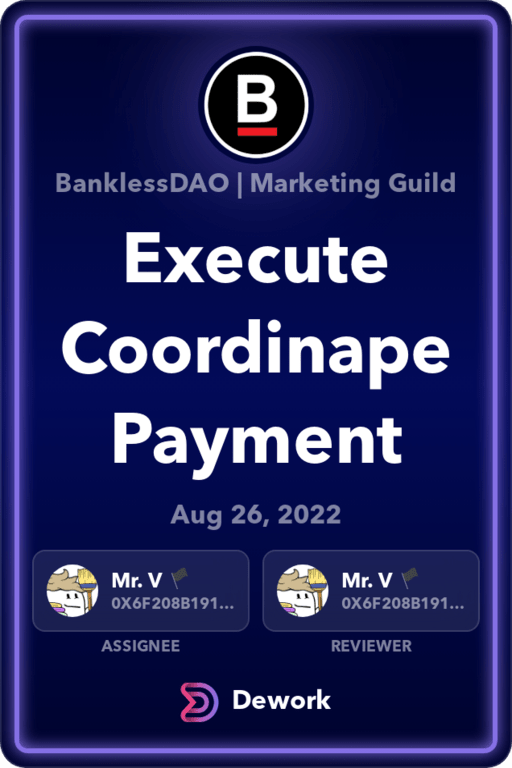 B
BanklessDAO | Marketing Guild
Execute
Coordinape
Payment
Aug 26, 2022
Mr. V 🏴
0X6F208B191...
Mr. V 🏴
0X6F208B191...
ASSIGNEE
REVIEWER
Dework